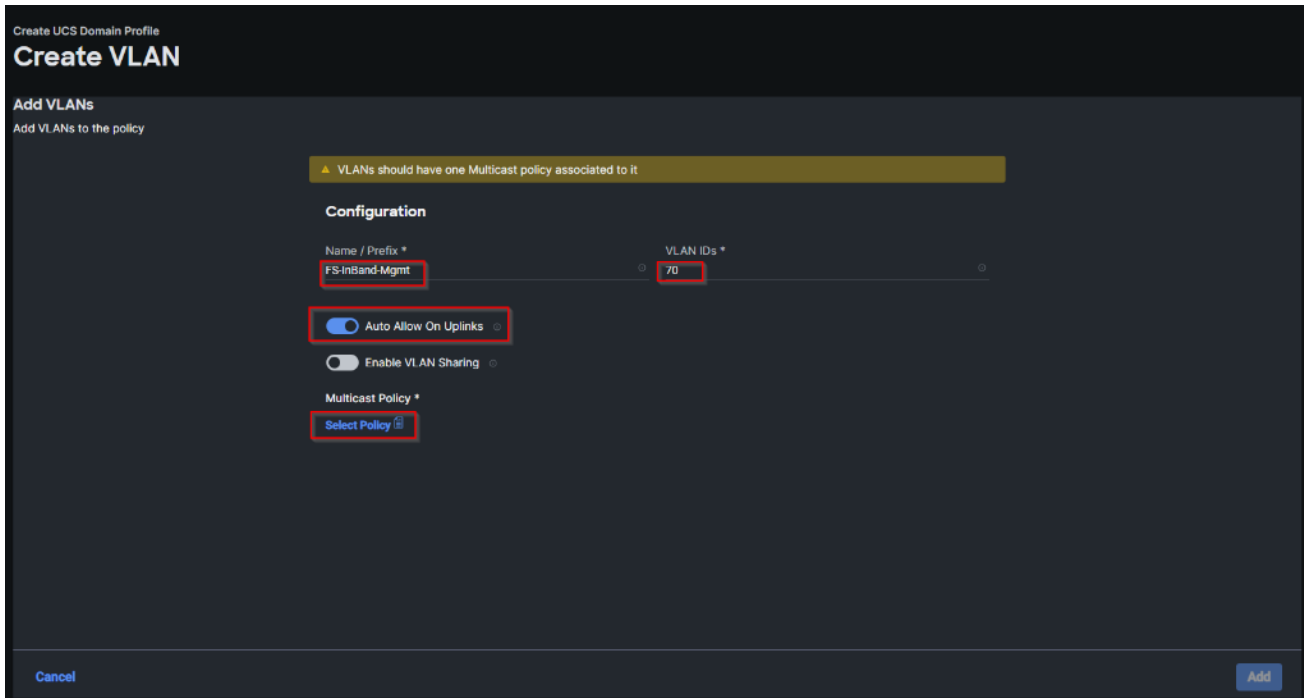 Create UCS Domain Profile
Create VLAN
Add VLANs
Add VLANs to the policy
VLANs should have one Multicast policy associated to it
Configuration
Name / Prefix * VLAN IDs *
FS-InBand-Mgmt 70
Auto Allow On Uplinks
Enable VLAN Sharing
Multicast Policy *
Select Policy
Cancel Add